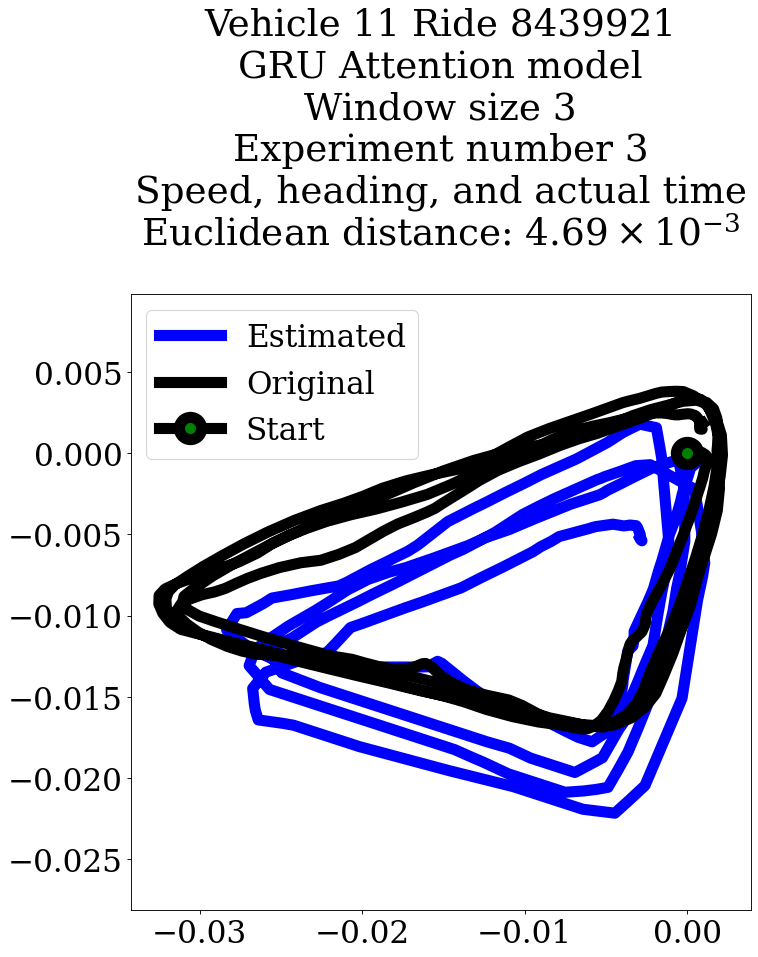 Vehicle 11 Ride 8439921
GRU Attention model
Window size 3
Experiment number 3
Speed, heading, and actual time
Euclidean distance: 4.69 × 10⁻³
Estimated
Original
Start
0.005
0.000
−0.005
−0.010
−0.015
−0.020
−0.025
−0.03 −0.02 −0.01 0.00